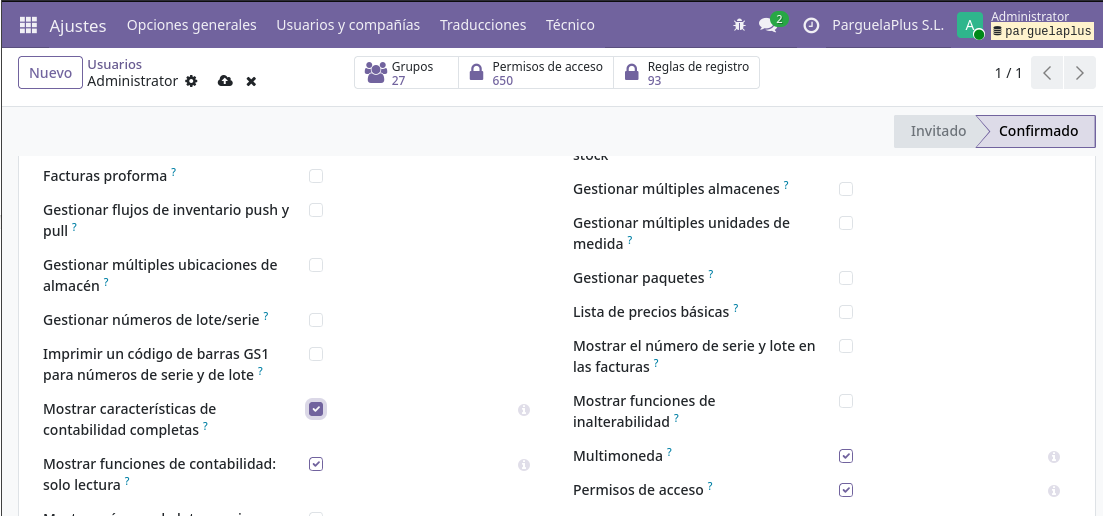 Ajustes
Opciones generales
Usuarios y compañías
Traducciones
Técnico
2
ParguelaPlus S.L.
A
Administrator
parguelaplus
Nuevo
Usuarios
Administrator
Grupos
27
Permisos de acceso
650
Reglas de registro
93
1 / 1
Invitado
Confirmado
Facturas proforma ?
Gestionar flujos de inventario push y
pull ?
Gestionar múltiples ubicaciones de
almacén ?
Gestionar números de lote/serie ?
Imprimir un código de barras GS1
para números de serie y de lote ?
Mostrar características de
contabilidad completas ?
Mostrar funciones de contabilidad:
solo lectura ?
stock
Gestionar múltiples almacenes ?
Gestionar múltiples unidades de
medida ?
Gestionar paquetes ?
Lista de precios básicas ?
Mostrar el número de serie y lote en
las facturas ?
Mostrar funciones de
inalterabilidad ?
Multimoneda ?
Permisos de acceso ?